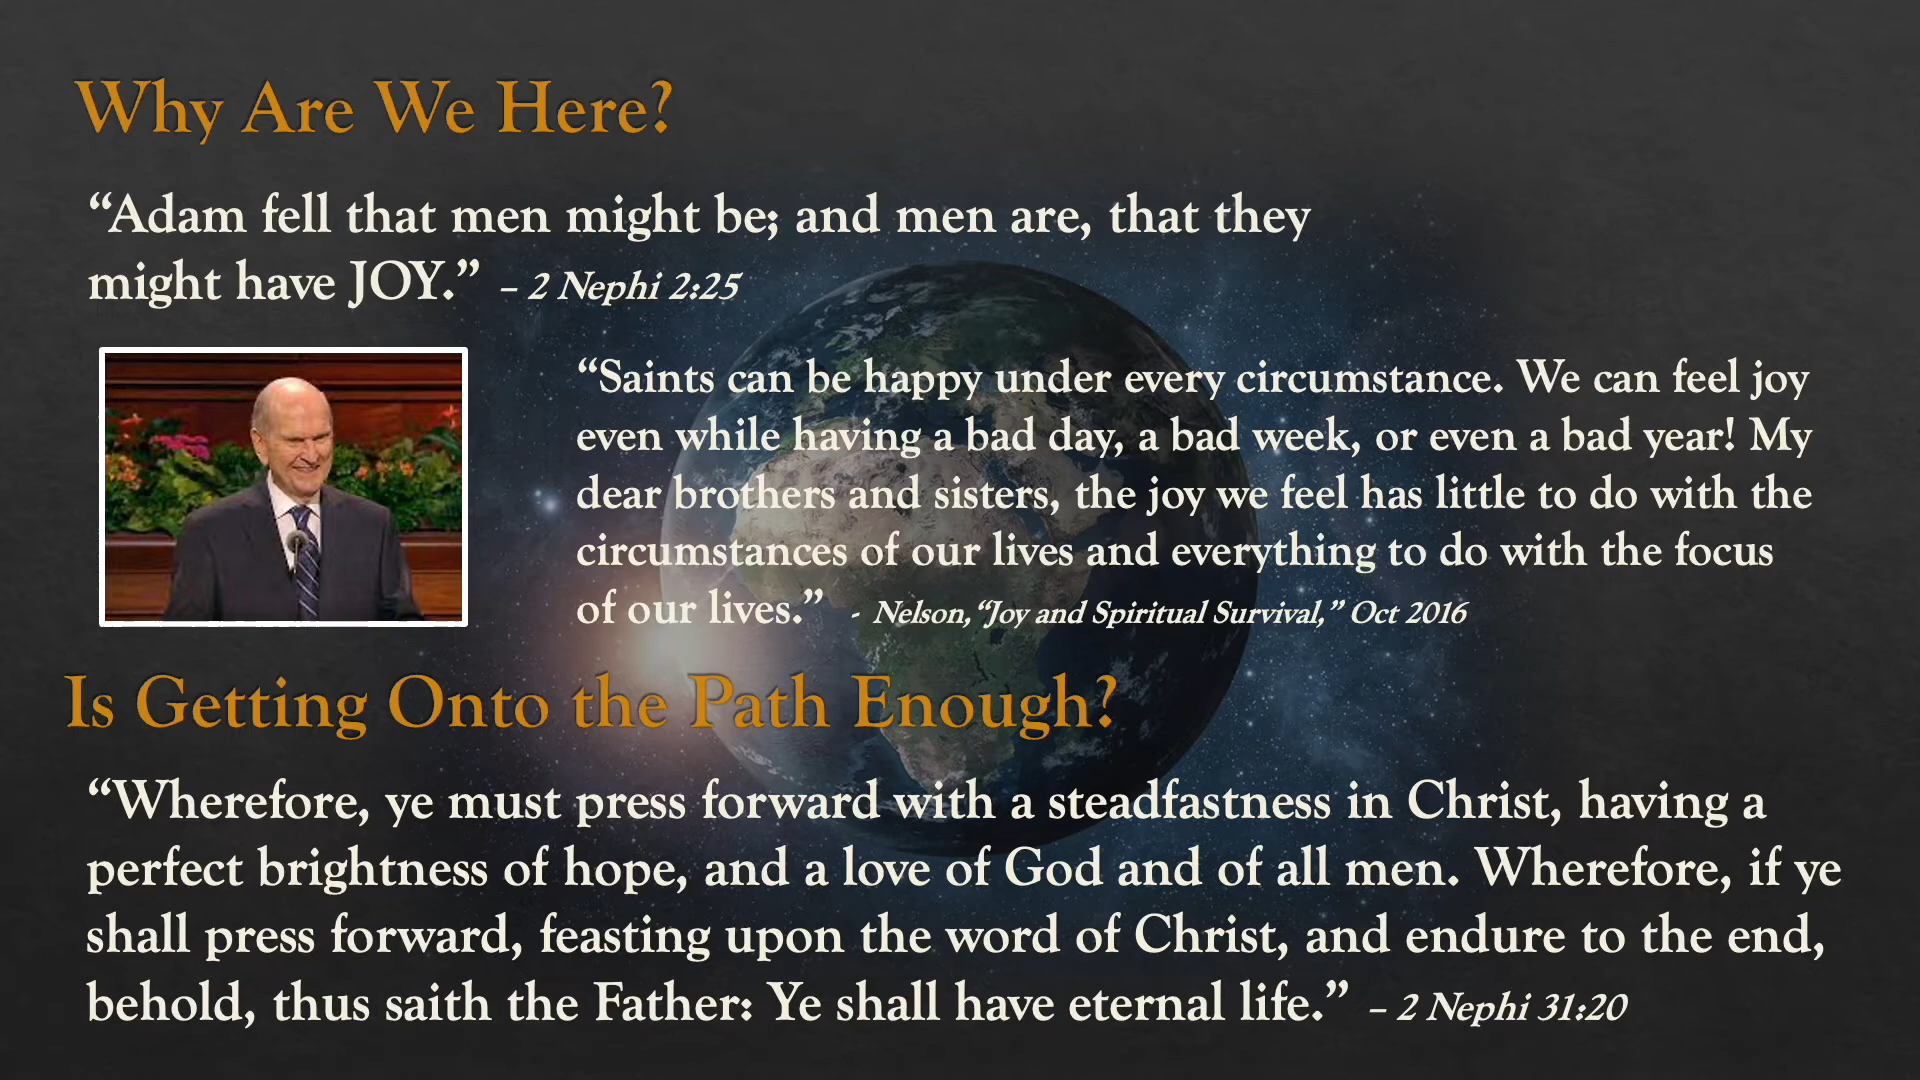 Why Are We Here?
“Adam fell that men might be; and men are, that they
might have JOY.” – 2 Nephi 2:25
“Saints can be happy under every circumstance. We can feel joy
even while having a bad day, a bad week, or even a bad year! My
dear brothers and sisters, the joy we feel has little to do with the
circumstances of our lives and everything to do with the focus
of our lives.” - Nelson, “Joy and Spiritual Survival,” Oct 2016
Is Getting Onto the Path Enough?
“Wherefore, ye must press forward with a steadfastness in Christ, having a
perfect brightness of hope, and a love of God and of all men. Wherefore, if ye
shall press forward, feasting upon the word of Christ, and endure to the end,
behold, thus saith the Father: Ye shall have eternal life.” – 2 Nephi 31:20